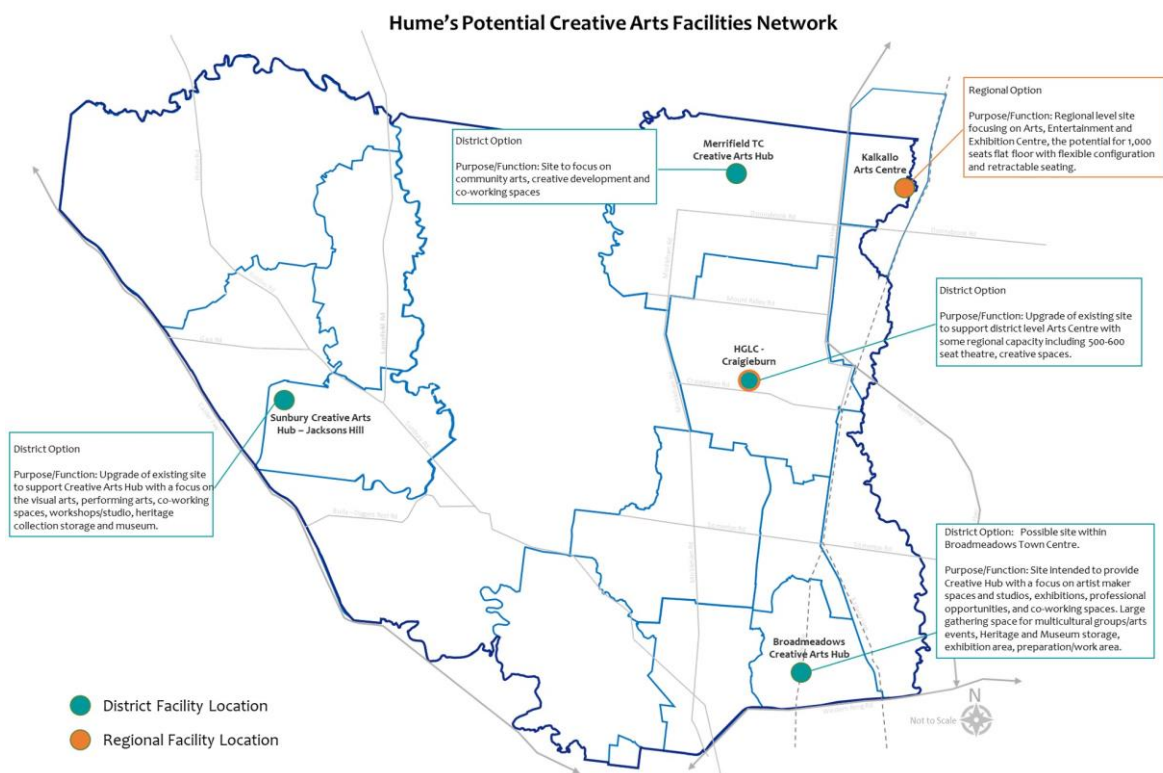 Hume's Potential Creative Arts Facilities Network
Regional Option
Purpose/Function: Regional level site
focusing on Arts, Entertainment and
Exhibition Centre, the potential for 1,000
seats flat floor with flexible configuration
and retractable seating.
District Option
Purpose/Function: Site to focus on
community arts, creative development and
co-working spaces
Merrifield TC
Creative Arts Hub
Kalkallo
Arts Centre
District Option
Purpose/Function: Upgrade of existing site
to support district level Arts Centre with
some regional capacity including 500-600
seat theatre, creative spaces.
HGLC -
Craigieburn
Sunbury Creative Arts
Hub – Jacksons Hill
District Option
Purpose/Function: Upgrade of existing site
to support Creative Arts Hub with a focus on
the visual arts, performing arts, co-working
spaces, workshops/studio, heritage
collection storage and museum.
District Option: Possible site within
Broadmeadows Town Centre.
Purpose/Function: Site intended to provide
Creative Hub with a focus on artist maker
spaces and studios, exhibitions, professional
opportunities, and co-working spaces. Large
gathering space for multicultural groups/arts
events, Heritage and Museum storage,
exhibition area, preparation/work area.
Broadmeadows
Creative Arts Hub
District Facility Location
Regional Facility Location
N
Not to Scale